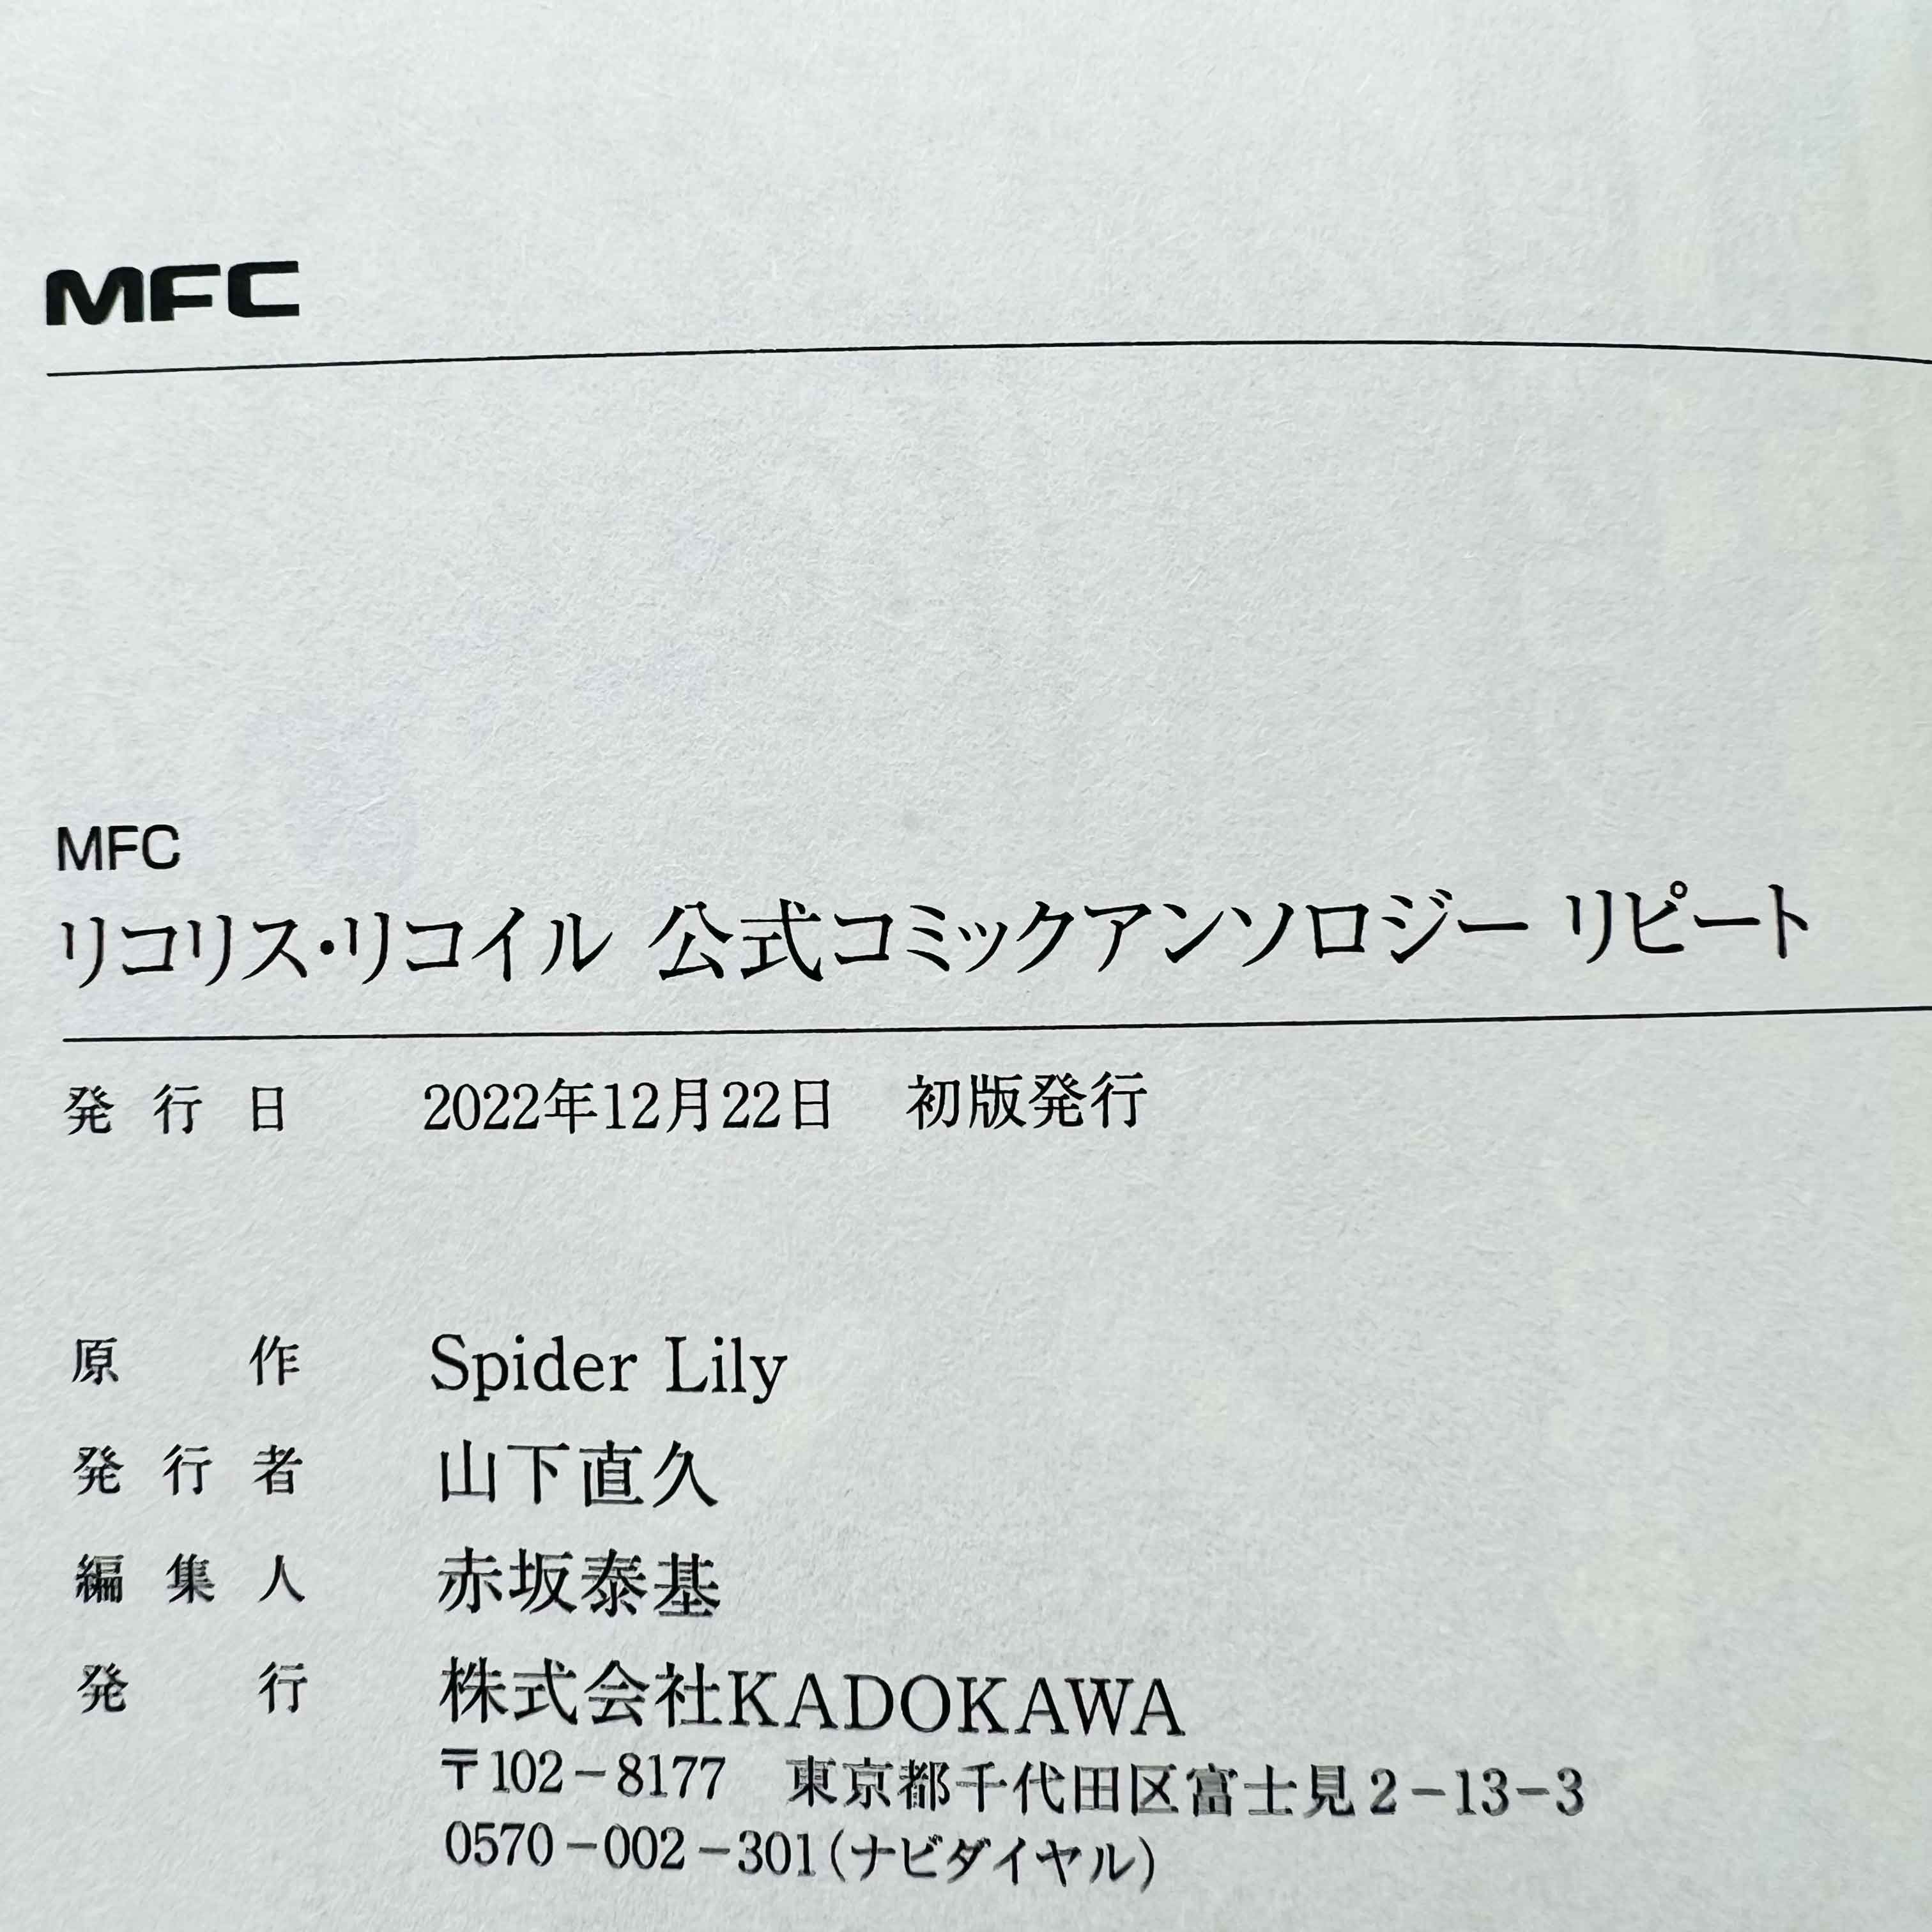 MFC
MFC
リコリス・リコイル 公式コミックアンソロジー リピート
発行日 2022年12月22日 初版発行
原作 Spider Lily
発行者 山下直久
編集人 赤坂泰基
発行 株式会社KADOKAWA
〒102-8177 東京都千代田区富士見2-13-3
0570-002-301(ナビダイヤル)